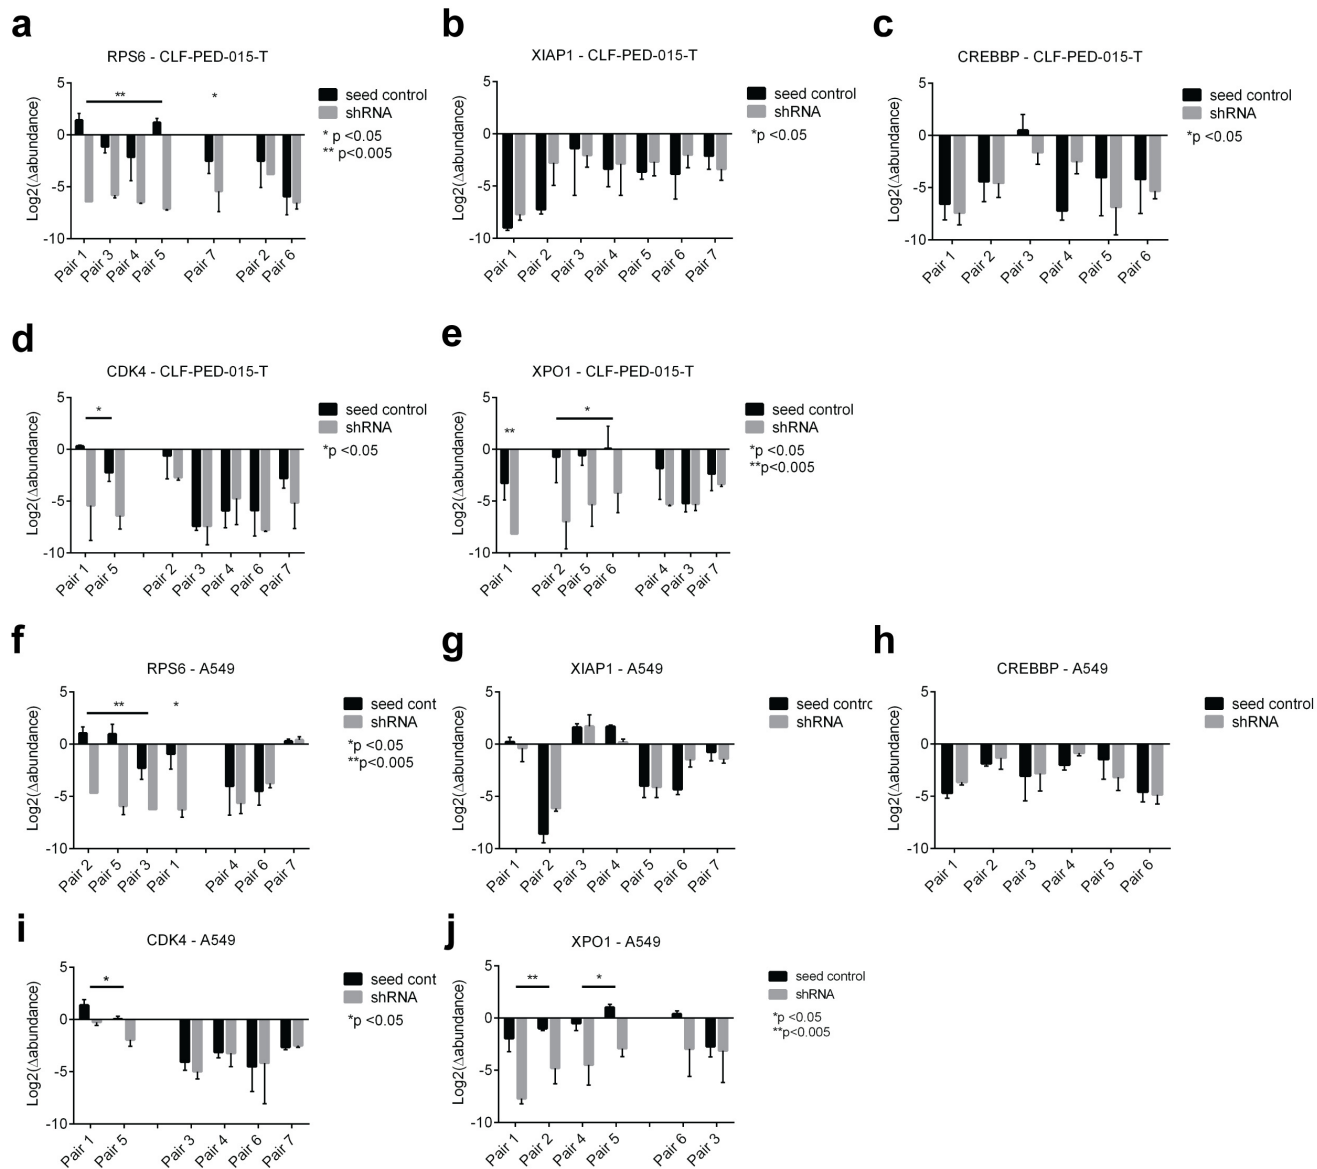 a
RPS6 - CLF-PED-015-T
Log2(Δabundance)
5
0
-5
-10
**
*
seed control
shRNA
* p <0.05
** p<0.005
Pair 1
Pair 3
Pair 4
Pair 5
Pair 7
Pair 2
Pair 6
b
XIAP1 - CLF-PED-015-T
Log2(Δabundance)
5
0
-5
-10
seed control
shRNA
*p <0.05
Pair 1
Pair 2
Pair 3
Pair 4
Pair 5
Pair 6
Pair 7
c
CREBBP - CLF-PED-015-T
Log2(Δabundance)
5
0
-5
-10
seed control
shRNA
*p <0.05
Pair 1
Pair 2
Pair 3
Pair 4
Pair 5
Pair 6
d
CDK4 - CLF-PED-015-T
Log2(Δabundance)
5
0
-5
-10
*
seed control
shRNA
*p <0.05
Pair 1
Pair 5
Pair 2
Pair 3
Pair 4
Pair 6
Pair 7
e
XPO1 - CLF-PED-015-T
Log2(Δabundance)
5
0
-5
-10
**
*
seed control
shRNA
*p <0.05
**p<0.005
Pair 1
Pair 2
Pair 5
Pair 6
Pair 4
Pair 3
Pair 7
f
RPS6 - A549
Log2(Δabundance)
5
0
-5
-10
**
*
seed cont
shRNA
*p <0.05
**p<0.005
Pair 2
Pair 5
Pair 3
Pair 1
Pair 4
Pair 6
Pair 7
g
XIAP1 - A549
Log2(Δabundance)
5
0
-5
-10
seed contrc
shRNA
Pair 1
Pair 2
Pair 3
Pair 4
Pair 5
Pair 6
Pair 7
h
CREBBP - A549
Log2(Δabundance)
5
0
-5
-10
seed control
shRNA
Pair 1
Pair 2
Pair 3
Pair 4
Pair 5
Pair 6
i
CDK4 - A549
Log2(Δabundance)
5
0
-5
-10
*
seed cont
shRNA
*p <0.05
Pair 1
Pair 5
Pair 3
Pair 4
Pair 6
Pair 7
j
XPO1 - A549
Log2(Δabundance)
5
0
-5
-10
**
*
seed control
shRNA
*p <0.05
**p<0.005
Pair 1
Pair 2
Pair 4
Pair 5
Pair 6
Pair 3